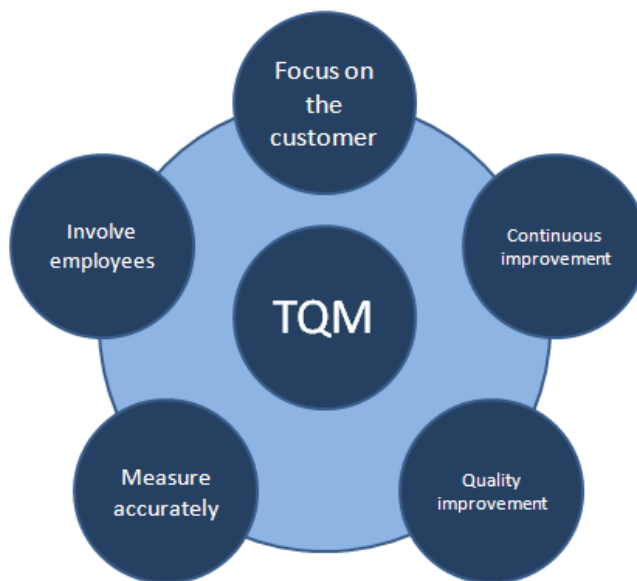 Focus on
the
customer
Involve
employees
Continuous
improvement
TQM
Measure
accurately
Quality
improvement